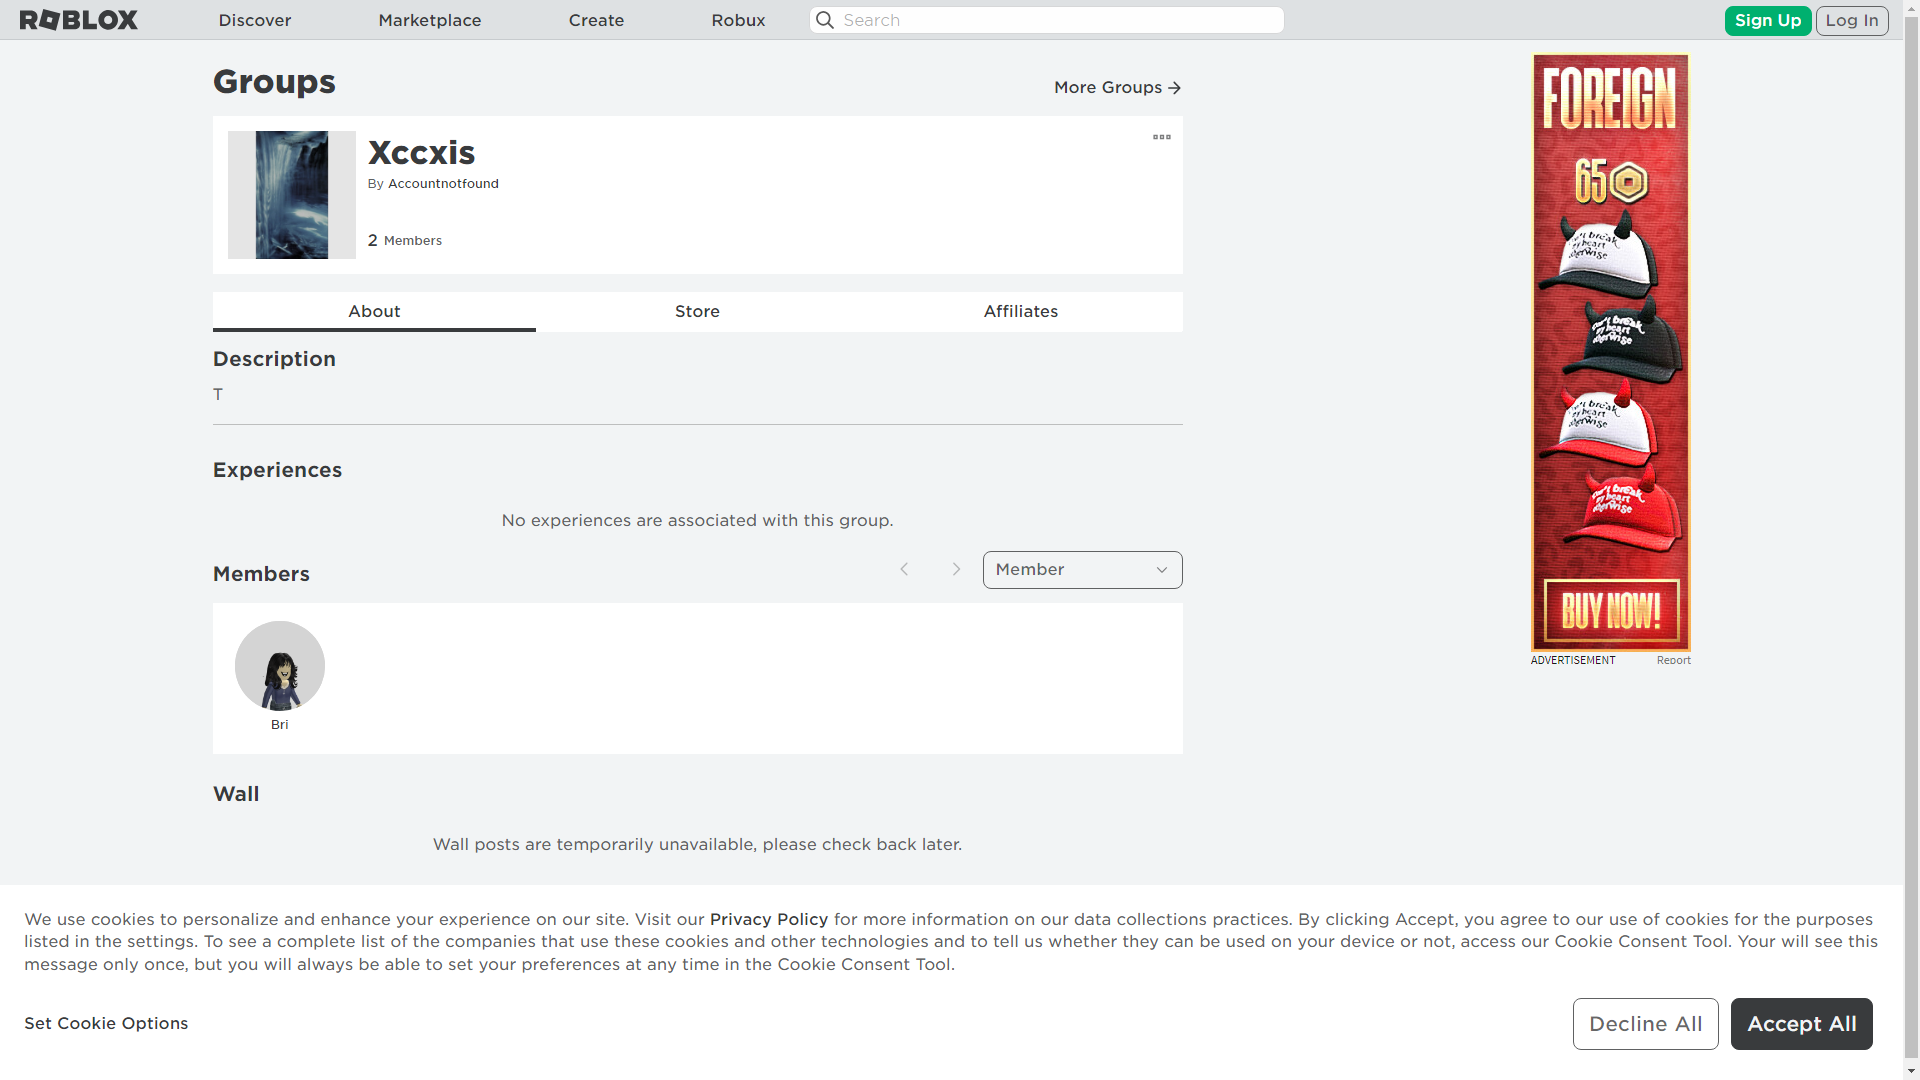 ROBLOX
Discover
Marketplace
Create
Robux
Search
Sign Up
Log In
Groups
More Groups
Xccxis
By Accountnotfound
2 Members
About
Store
Affiliates
Description
T
Experiences
No experiences are associated with this group.
Members
Member
Bri
Wall
Wall posts are temporarily unavailable, please check back later.
FOREIGN
65
BUY NOW!
ADVERTISEMENT
Report
We use cookies to personalize and enhance your experience on our site. Visit our Privacy Policy for more information on our data collections practices. By clicking Accept, you agree to our use of cookies for the purposes
listed in the settings. To see a complete list of the companies that use these cookies and other technologies and to tell us whether they can be used on your device or not, access our Cookie Consent Tool. Your will see this
message only once, but you will always be able to set your preferences at any time in the Cookie Consent Tool.
Set Cookie Options
Decline All
Accept All